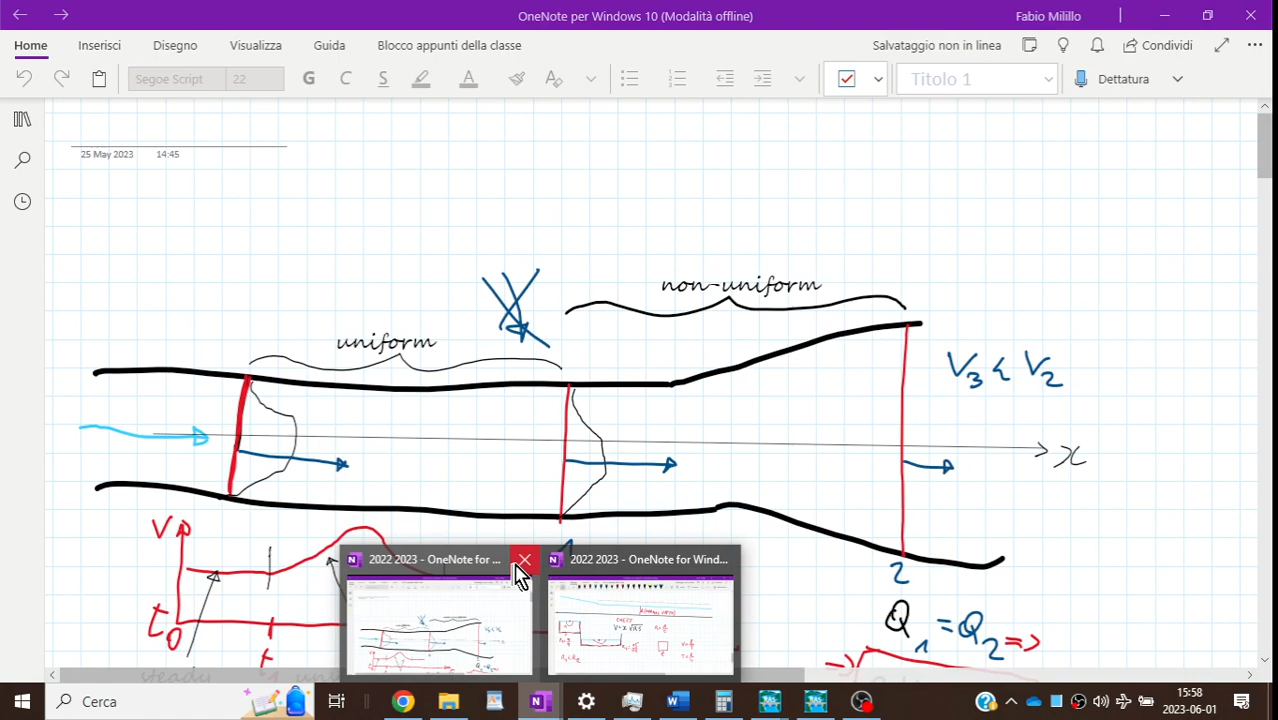 OneNote per Windows 10 (Modalità offline)
Fabio Milillo
Home Inserisci Disegno Visualizza Guida Blocco appunti della classe
Salvataggio non in linea
Condividi
Segoe Script 22
G C S A
Titolo 1
Dettatura
25 May 2023 14:45
non-uniform
uniform
V3 < V2
x
V
t0
t
2
Q1 = Q2 =>
steady
2022 2023 - OneNote for ...
2022 2023 - OneNote for Wind...
Cerca
15:58
2023-06-01